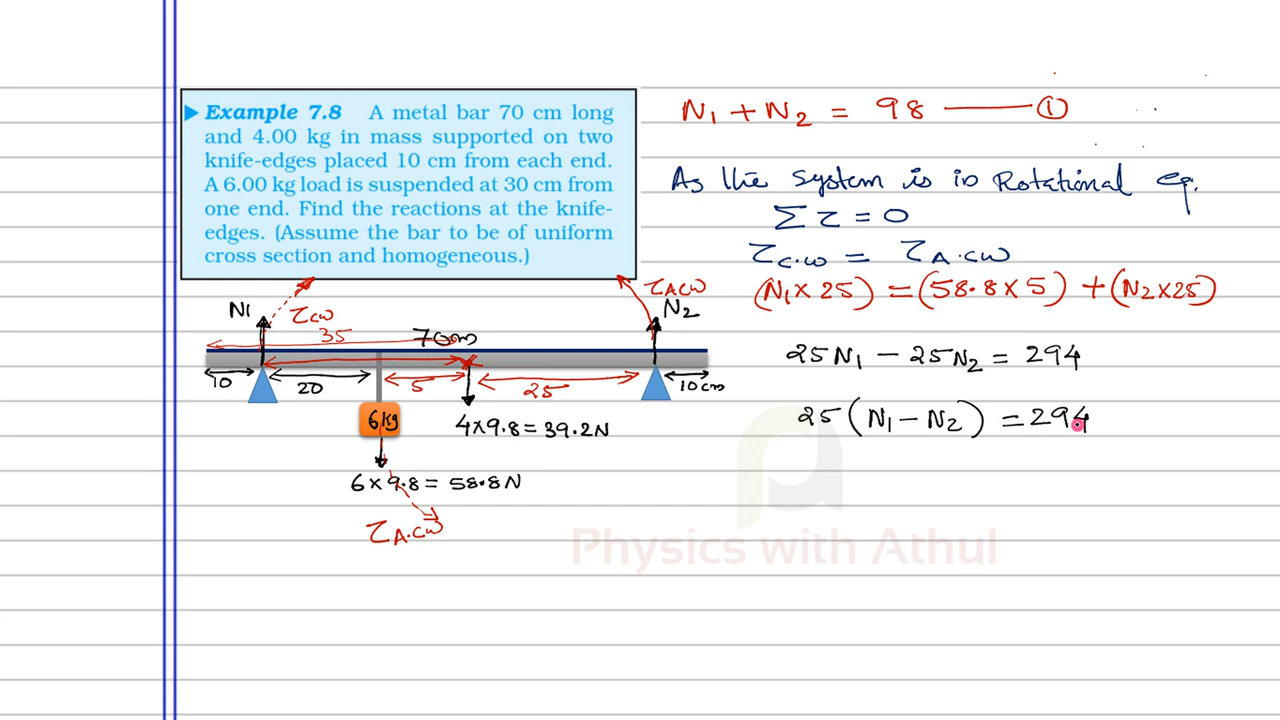 ▶ Example 7.8 A metal bar 70 cm long
and 4.00 kg in mass supported on two
knife-edges placed 10 cm from each end.
A 6.00 kg load is suspended at 30 cm from
one end. Find the reactions at the knife-
edges. (Assume the bar to be of uniform
cross section and homogeneous.)
N₁ + N₂ = 98 —— ①
As the system is in Rotational eq.
Στ = 0
τC.W = τA.CW
(N₁ × 25) = (58.8 × 5) + (N₂ × 25)
25N₁ − 25N₂ = 294
25 (N₁ − N₂) = 294
N1
τCW
τACW
N2
35
70cm
10
20
5
25
10cm
6Kg
4×9.8 = 39.2N
6 × 9.8 = 58.8N
τA.CW
Physics with Athul